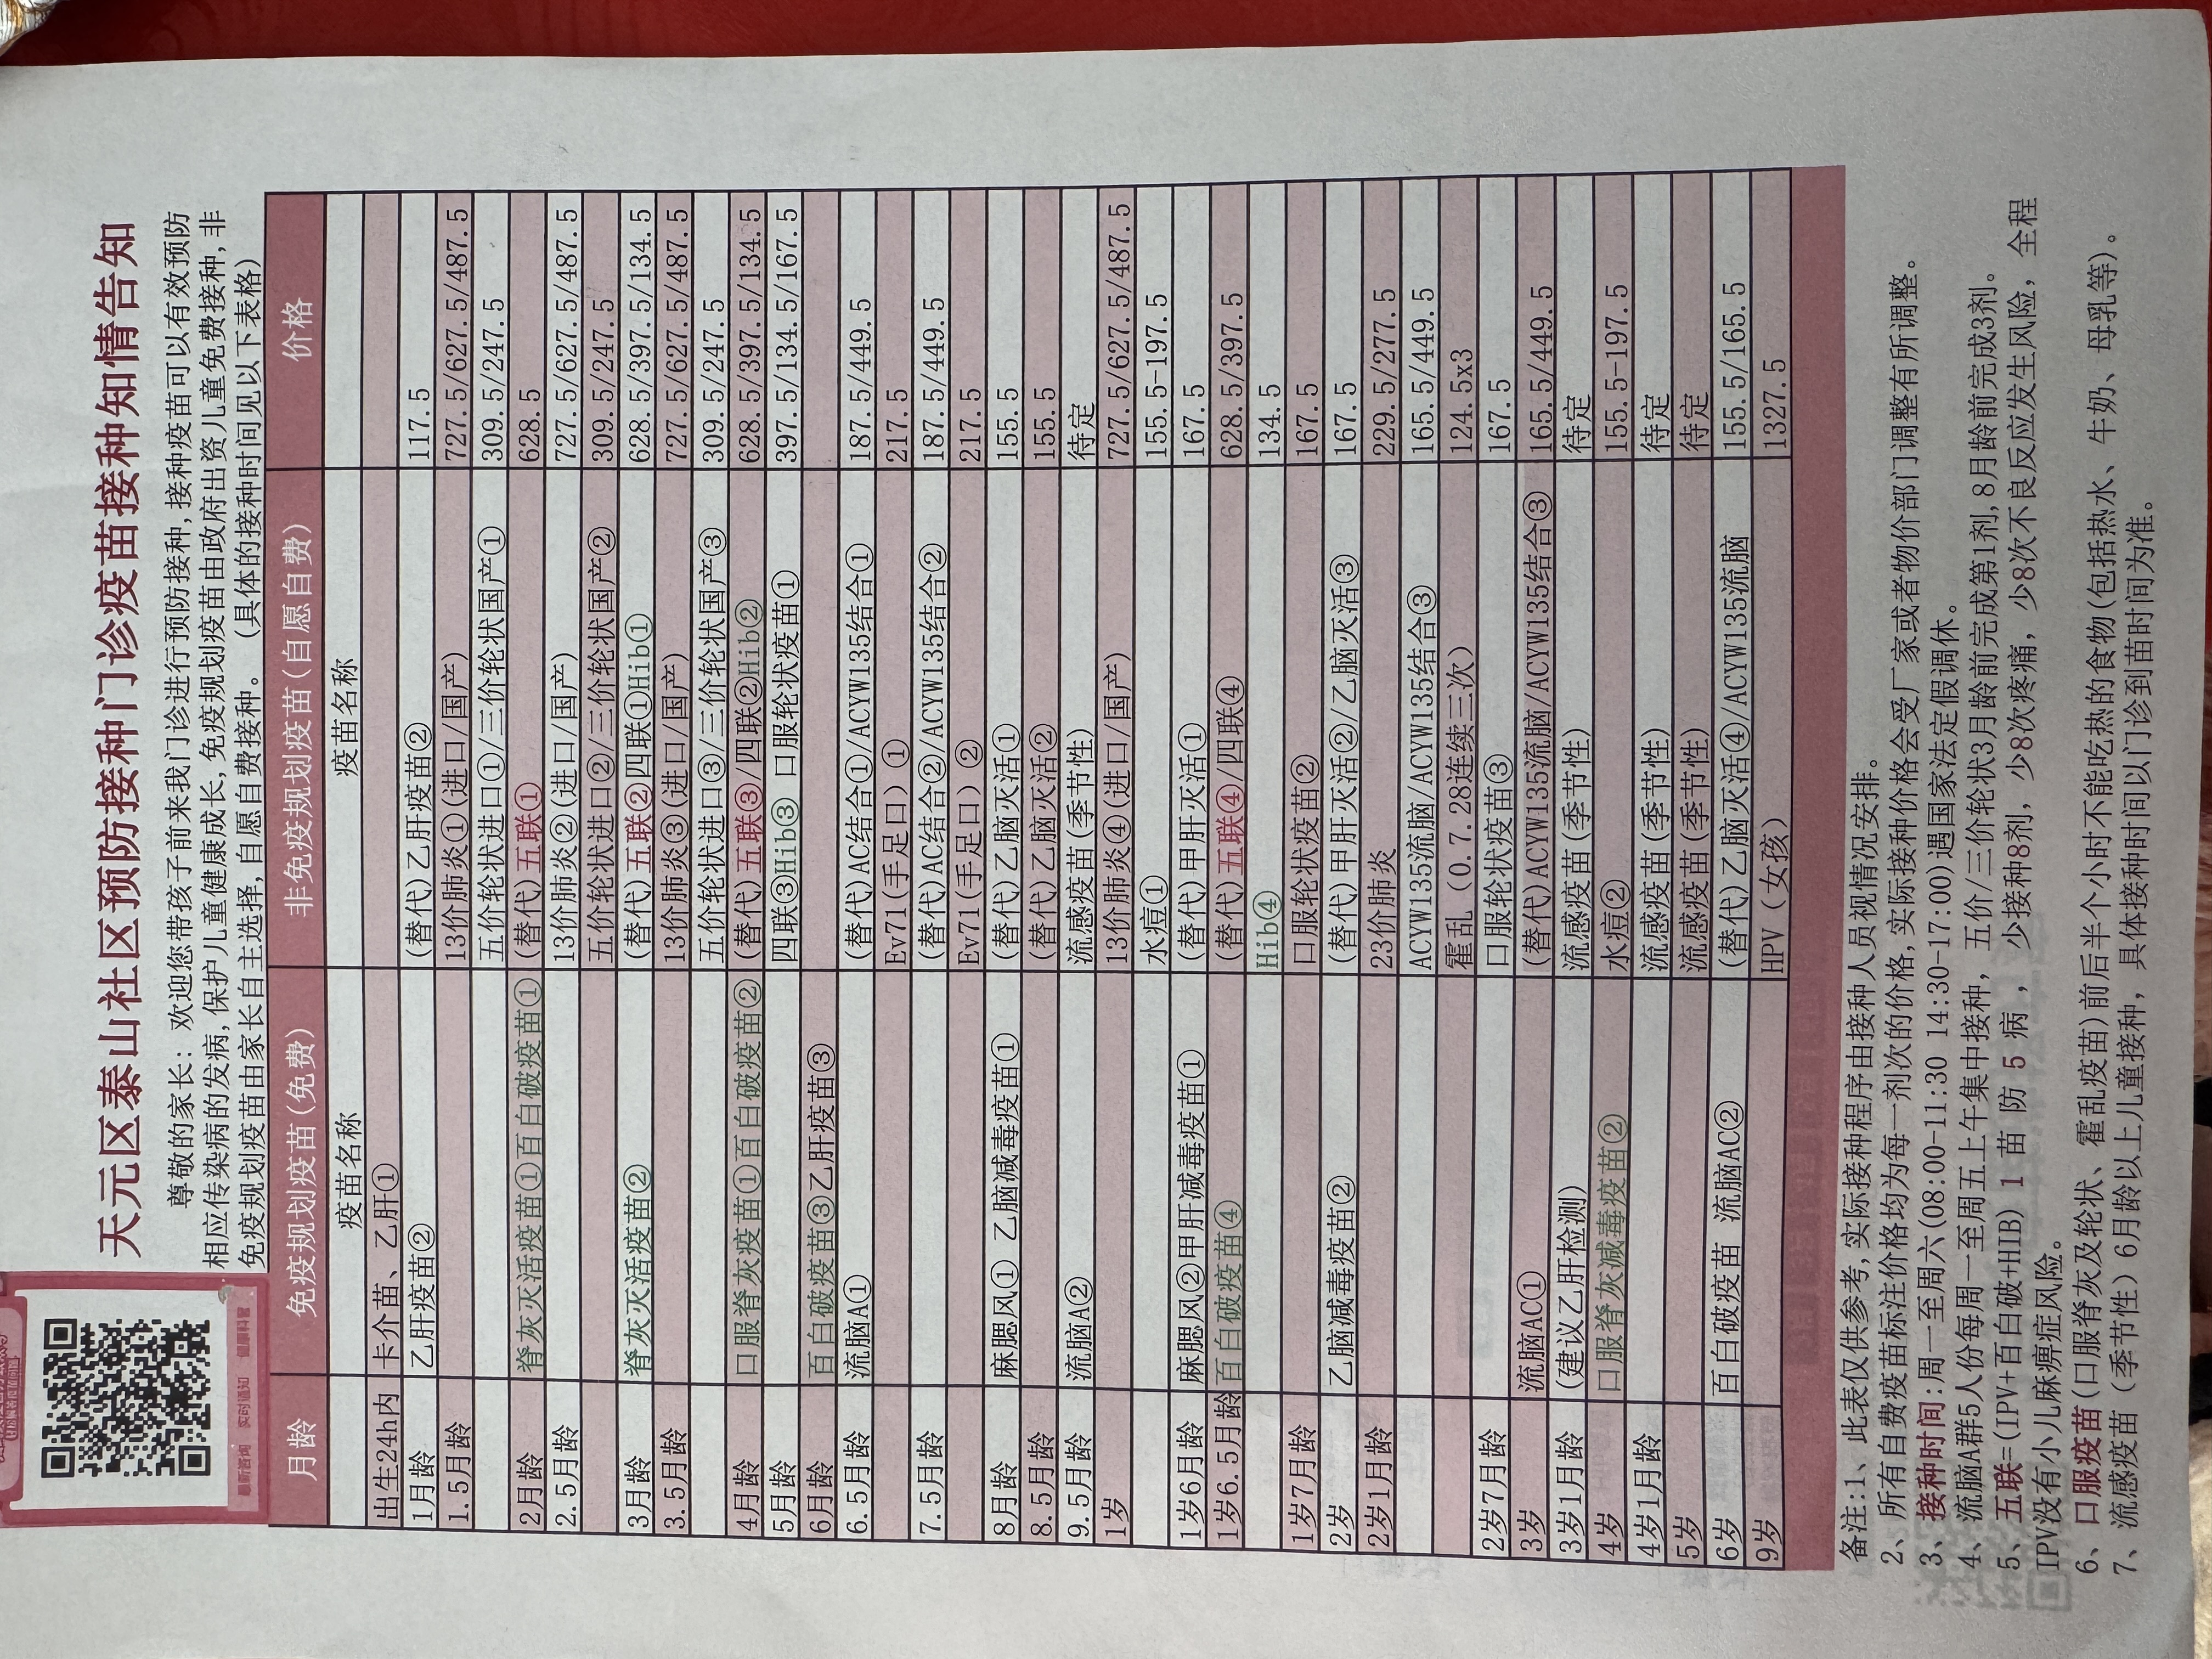 天元区泰山社区预防接种门诊疫苗接种知情告知
尊敬的家长: 欢迎您带孩子前来我门诊进行预防接种,接种疫苗可以有效预防
相应传染病的发病,保护儿童健康成长,免疫规划疫苗由政府出资儿童免费接种,非
免疫规划疫苗由家长自主选择,自愿自费接种。 (具体的接种时间见以下表格)
最新咨询 实时通知 健康科普
月龄 免疫规划疫苗(免费) 非免疫规划疫苗(自愿自费) 价格
疫苗名称 疫苗名称
出生24h内 卡介苗、乙肝①
1月龄 乙肝疫苗② (替代)乙肝疫苗② 117.5
1.5月龄 13价肺炎①(进口/国产) 727.5/627.5/487.5
五价轮状进口①/三价轮状国产① 309.5/247.5
2月龄 脊灰灭活疫苗①百白破疫苗① (替代)五联① 628.5
2.5月龄 13价肺炎②(进口/国产) 727.5/627.5/487.5
五价轮状进口②/三价轮状国产② 309.5/247.5
3月龄 脊灰灭活疫苗② (替代)五联②四联①Hib① 628.5/397.5/134.5
3.5月龄 13价肺炎③(进口/国产) 727.5/627.5/487.5
五价轮状进口③/三价轮状国产③ 309.5/247.5
4月龄 口服脊灰疫苗①百白破疫苗② (替代)五联③/四联②Hib② 628.5/397.5/134.5
5月龄 四联③Hib③ 口服轮状疫苗① 397.5/134.5/167.5
6月龄 百白破疫苗③乙肝疫苗③
6.5月龄 流脑A① (替代)AC结合①/ACYW135结合① 187.5/449.5
Ev71(手足口）① 217.5
7.5月龄 (替代)AC结合②/ACYW135结合② 187.5/449.5
Ev71(手足口）② 217.5
8月龄 麻腮风① 乙脑减毒疫苗① (替代)乙脑灭活① 155.5
8.5月龄 (替代)乙脑灭活② 155.5
9.5月龄 流脑A② 流感疫苗(季节性) 待定
1岁 13价肺炎④(进口/国产) 727.5/627.5/487.5
水痘① 155.5-197.5
1岁6月龄 麻腮风②甲肝减毒疫苗① (替代)甲肝灭活① 167.5
1岁6.5月龄 百白破疫苗④ (替代)五联④/四联④ 628.5/397.5
Hib④ 134.5
1岁7月龄 口服轮状疫苗② 167.5
2岁 乙脑减毒疫苗② (替代)甲肝灭活②/乙脑灭活③ 167.5
2岁1月龄 23价肺炎 229.5/277.5
ACYW135流脑/ACYW135结合③ 165.5/449.5
霍乱（0.7.28连续三次） 124.5x3
2岁7月龄 口服轮状疫苗③ 167.5
3岁 流脑AC① (替代)ACYW135流脑/ACYW135结合③ 165.5/449.5
3岁1月龄 (建议乙肝检测) 流感疫苗(季节性) 待定
4岁 口服脊灰减毒疫苗② 水痘② 155.5-197.5
4岁1月龄 流感疫苗(季节性) 待定
5岁 流感疫苗(季节性) 待定
6岁 百白破疫苗 流脑AC② (替代)乙脑灭活④/ACYW135流脑 155.5/165.5
9岁 HPV（女孩） 1327.5
备注:1、此表仅供参考,实际接种程序由接种人员视情况安排。
2、所有自费疫苗标注价格均为每一剂次的价格,实际接种价格会受厂家或者物价部门调整有所调整。
3、接种时间:周一至周六(08:00-11:30 14:30-17:00)遇国家法定假调休。
4、流脑A群5人份每周一至周五上午集中接种，五价/三价轮状3月龄前完成第1剂,8月龄前完成3剂。
5、五联=(IPV+百白破+HIB) 1 苗 防 5 病 ， 少接种8剂，少8次疼痛，少8次不良反应发生风险，全程
IPV没有小儿麻痹症风险。
6、口服疫苗(口服脊灰及轮状、霍乱疫苗)前后半个小时不能吃热的食物(包括热水、牛奶、母乳等)。
7、流感疫苗（季节性）6月龄以上儿童接种，具体接种时间以门诊到苗时间为准。